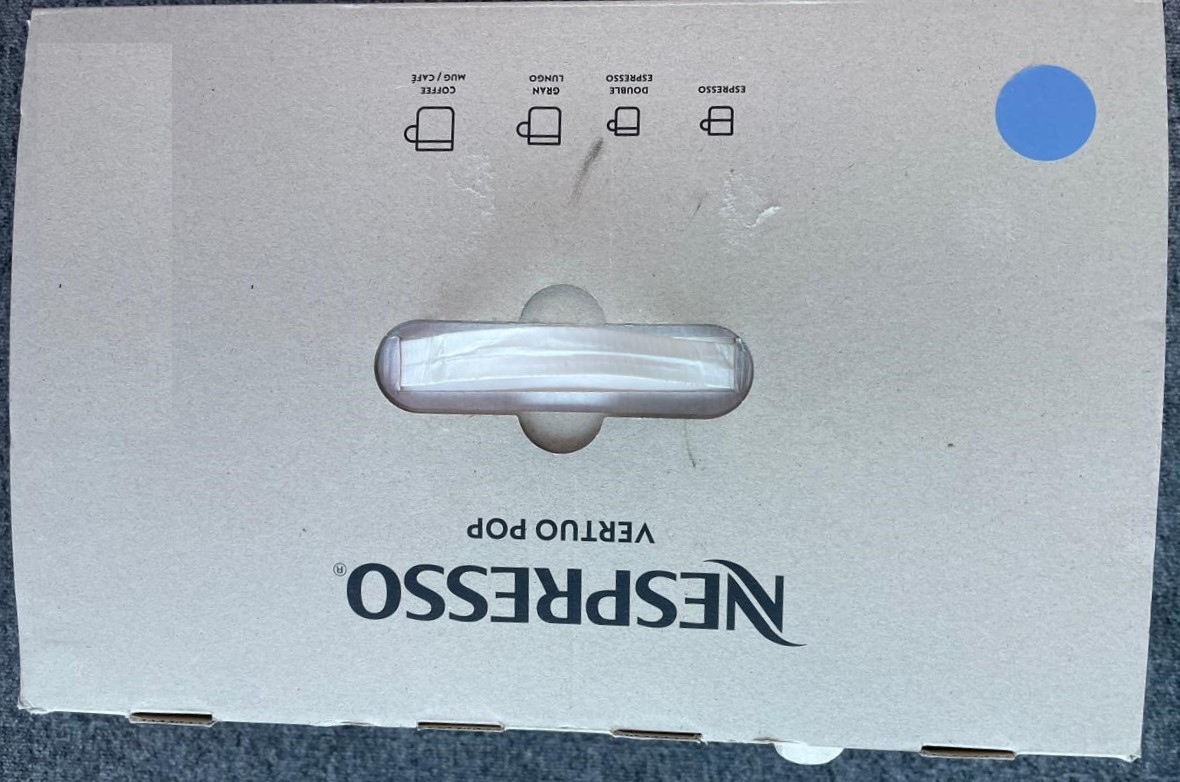 NESPRESSO®
VERTUO POP
ESPRESSO
DOUBLE
ESPRESSO
GRAN
LUNGO
COFFEE
MUG / CAFÉ